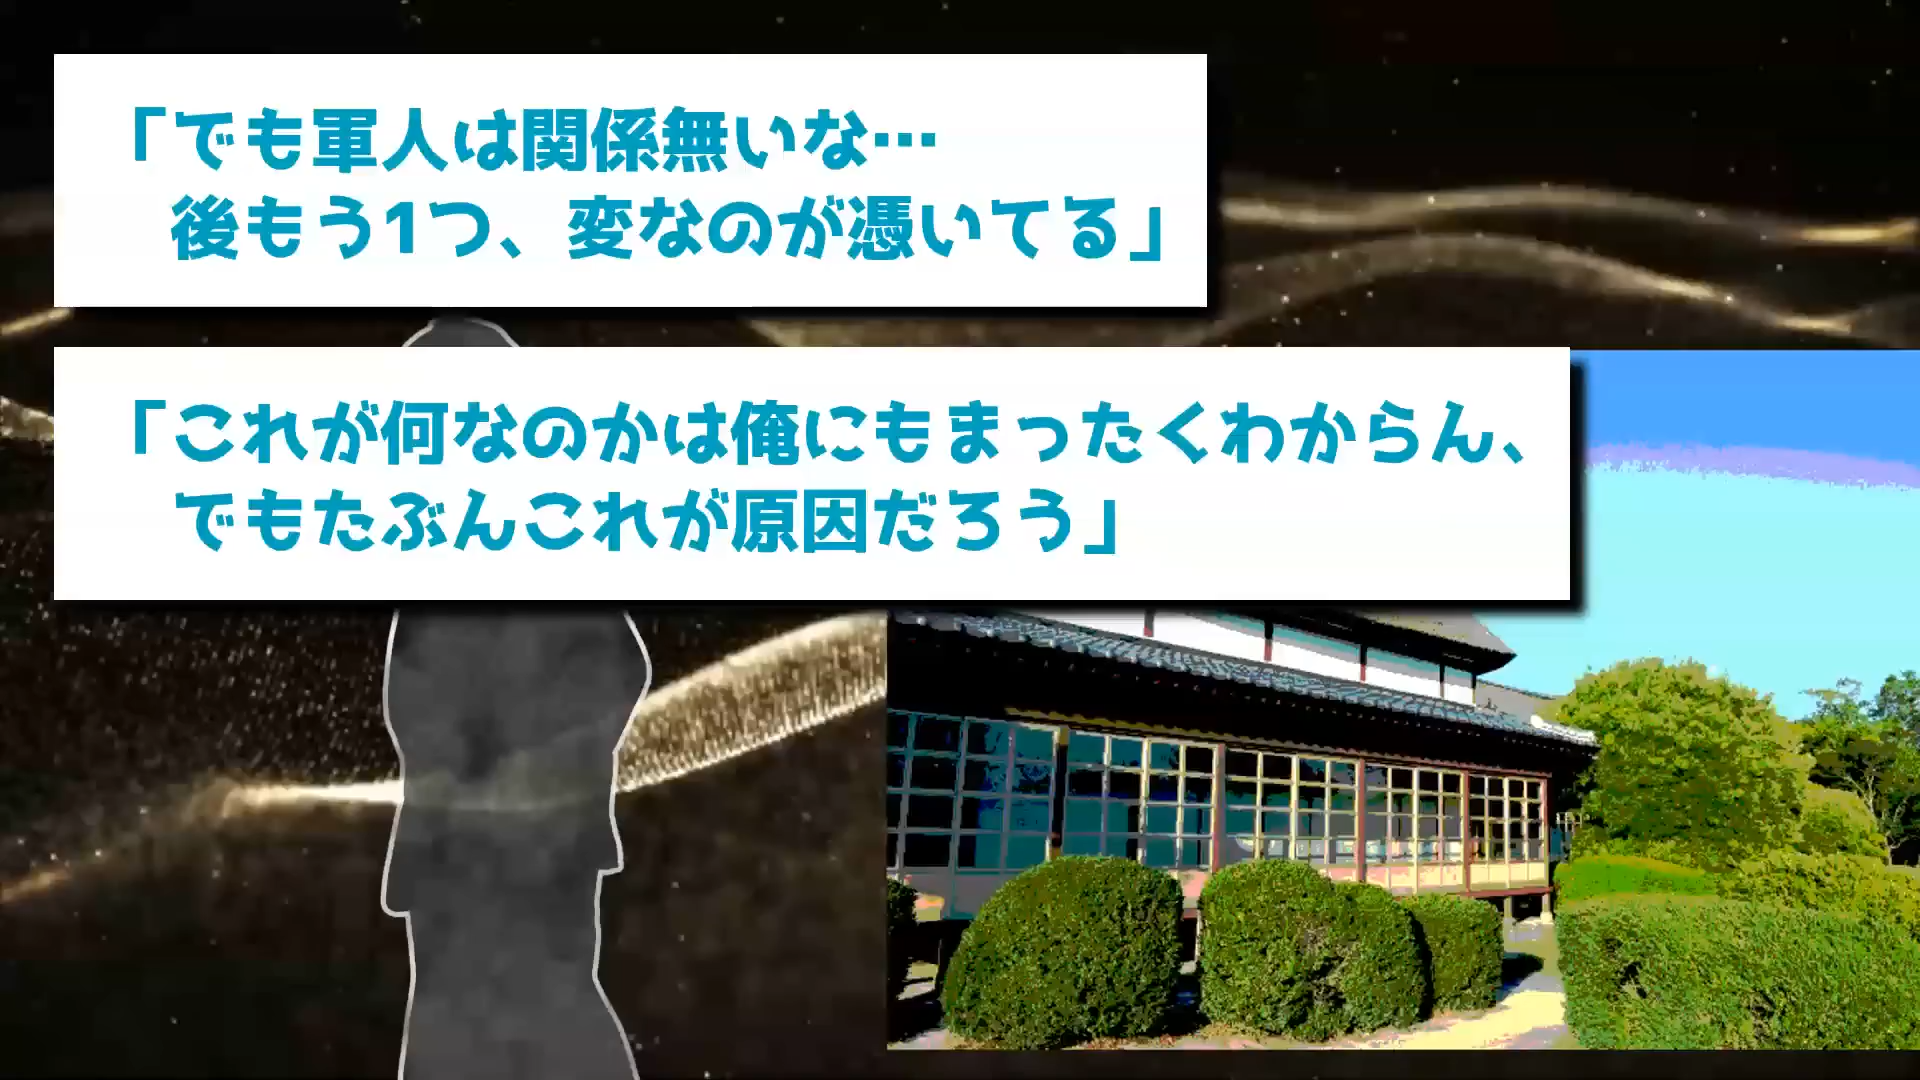 「でも軍人は関係無いな…
後もう1つ、変なのが憑いてる」
「これが何なのかは俺にもまったくわからん、
でもたぶんこれが原因だろう」